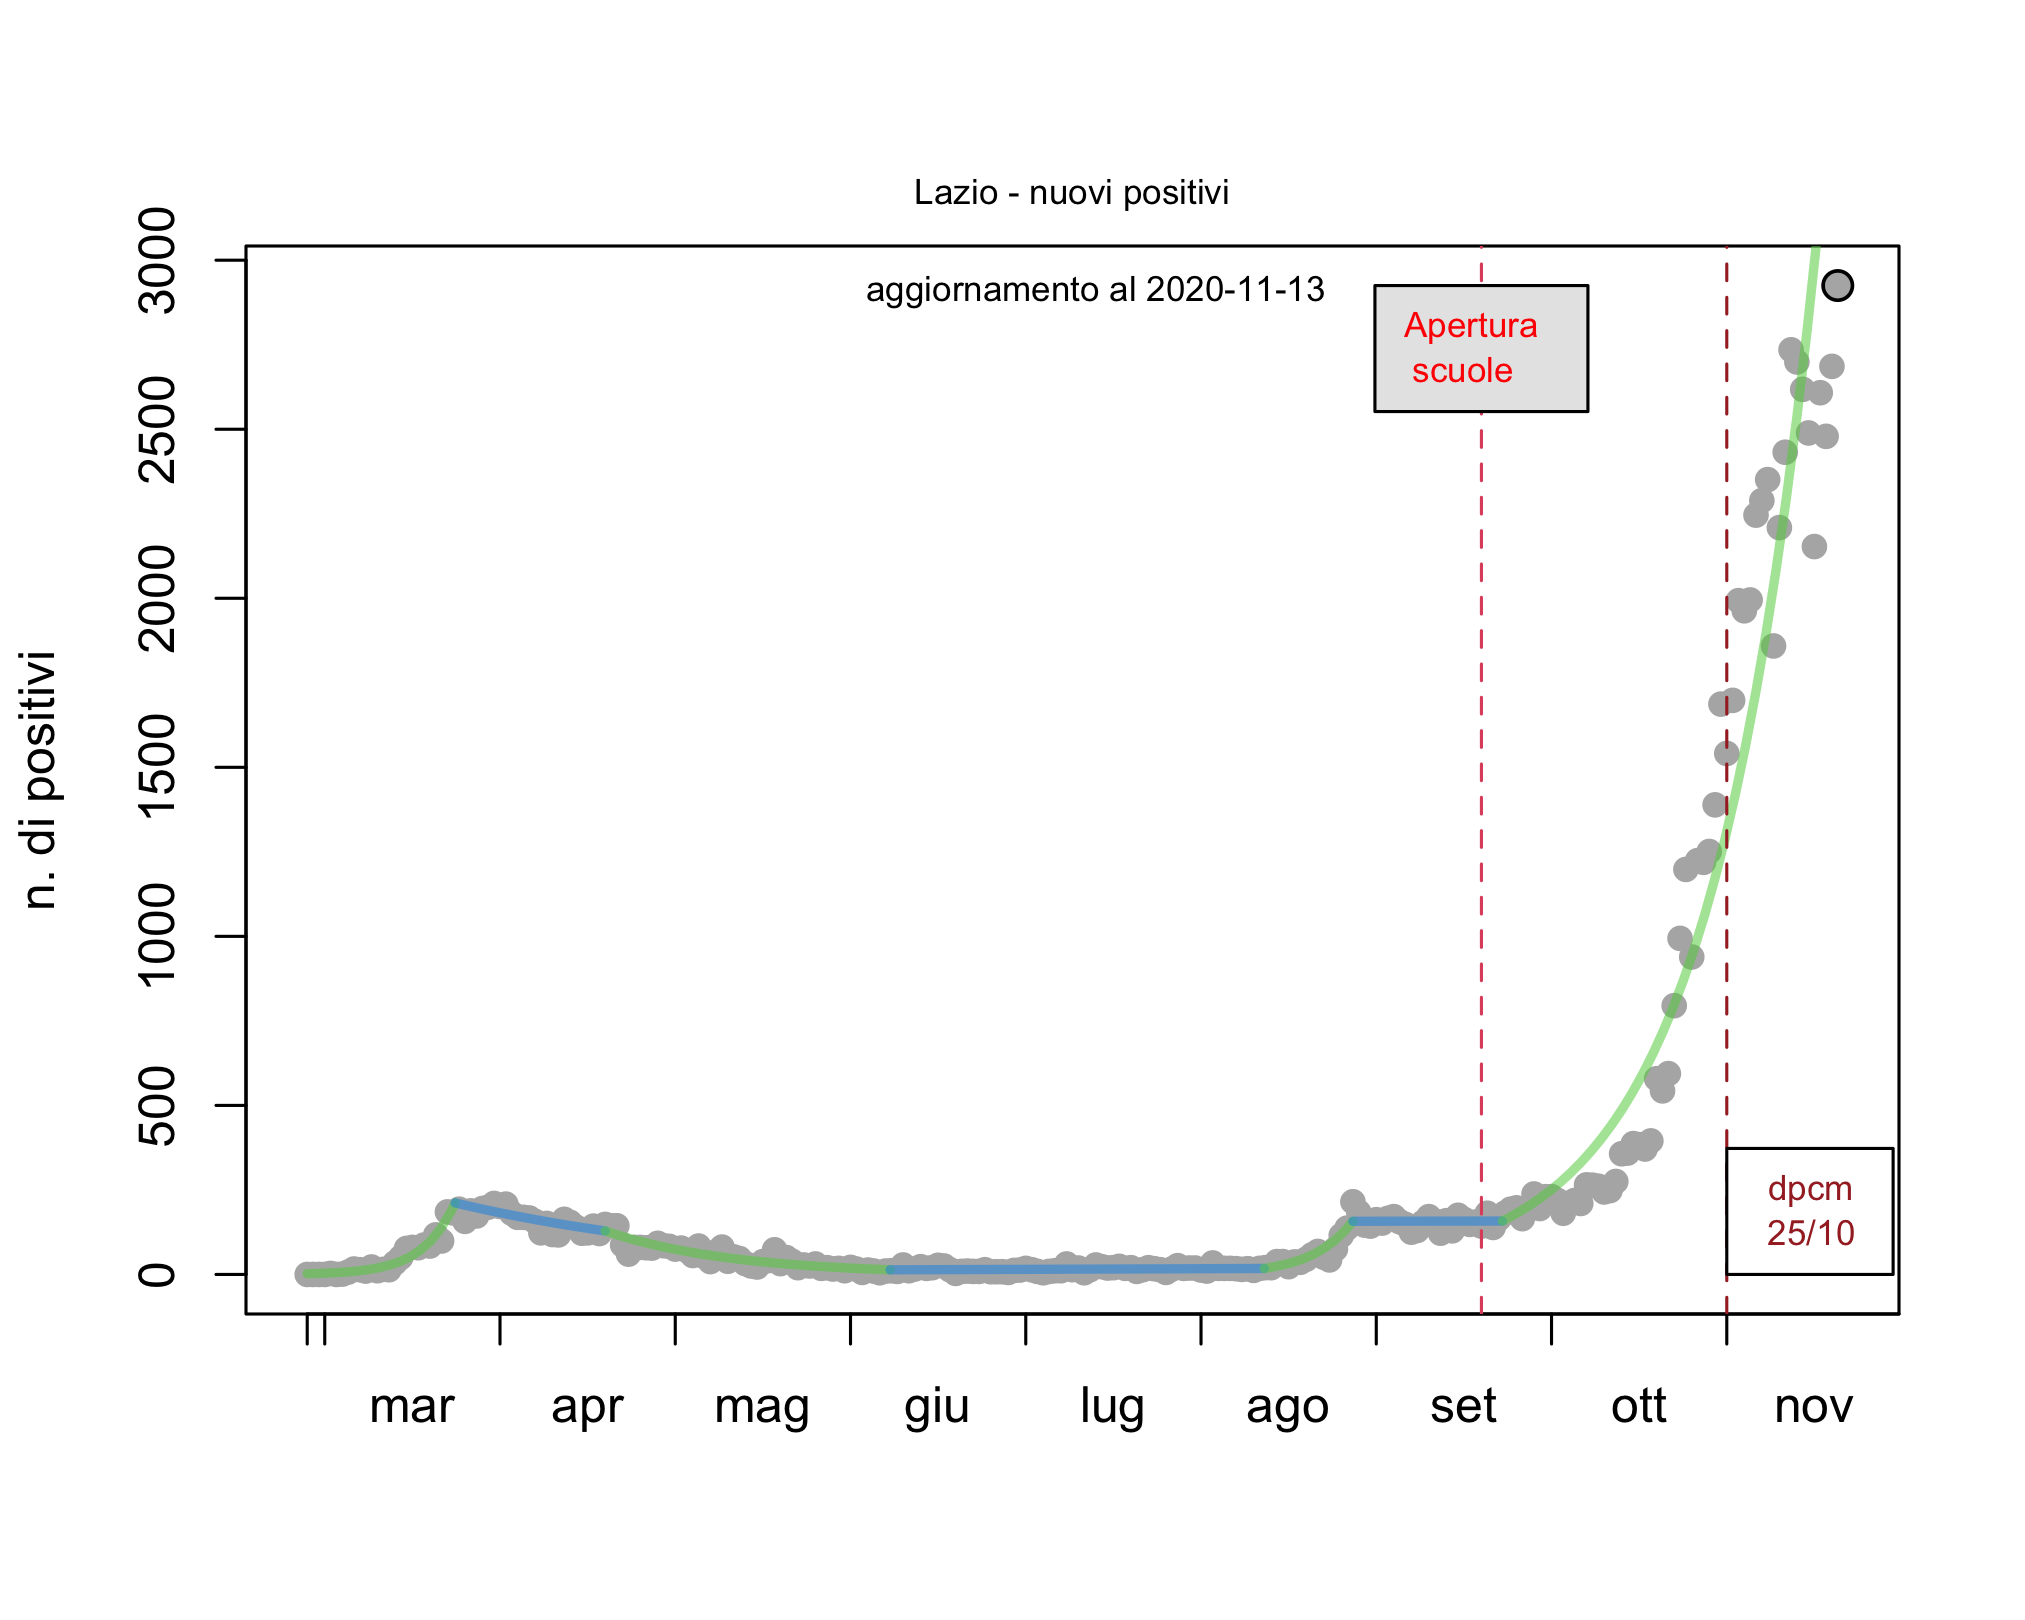 Lazio - nuovi positivi
aggiornamento al 2020-11-13
Apertura
scuole
dpcm
25/10
n. di positivi
3000
2500
2000
1500
1000
500
0
mar apr mag giu lug ago set ott nov